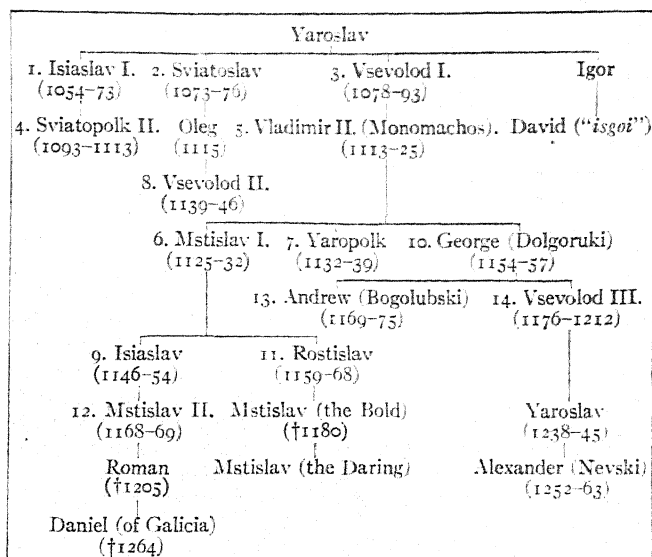 Yaroslav
1. Isiaslav I. 2. Sviatoslav 3. Vsevolod I. Igor
(1054–73) (1073–76) (1078–93)
4. Sviatopolk II. Oleg 5. Vladimir II. (Monomachos). David ("isgoi")
(1093–1113) (1115) (1113–25)
8. Vsevolod II.
(1139–46)
6. Mstislav I. 7. Yaropolk 10. George (Dolgoruki)
(1125–32) (1132–39) (1154–57)
13. Andrew (Bogolubski) 14. Vsevolod III.
(1169–75) (1176–1212)
9. Isiaslav 11. Rostislav
(1146–54) (1159–68)
12. Mstislav II. Mstislav (the Bold) Yaroslav
(1168–69) (†1180) (1238–45)
Roman Mstislav (the Daring) Alexander (Nevski)
(†1205) (1252–63)
Daniel (of Galicia)
(†1264)